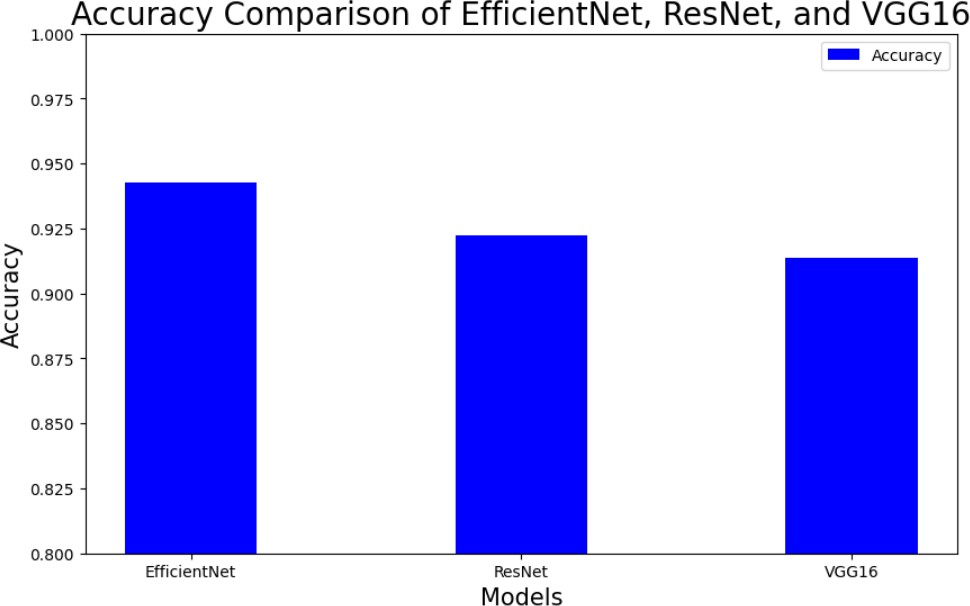 Accuracy Comparison of EfficientNet, ResNet, and VGG16
Accuracy
1.000
0.975
0.950
0.925
0.900
0.875
0.850
0.825
0.800
Accuracy
EfficientNet
ResNet
VGG16
Models